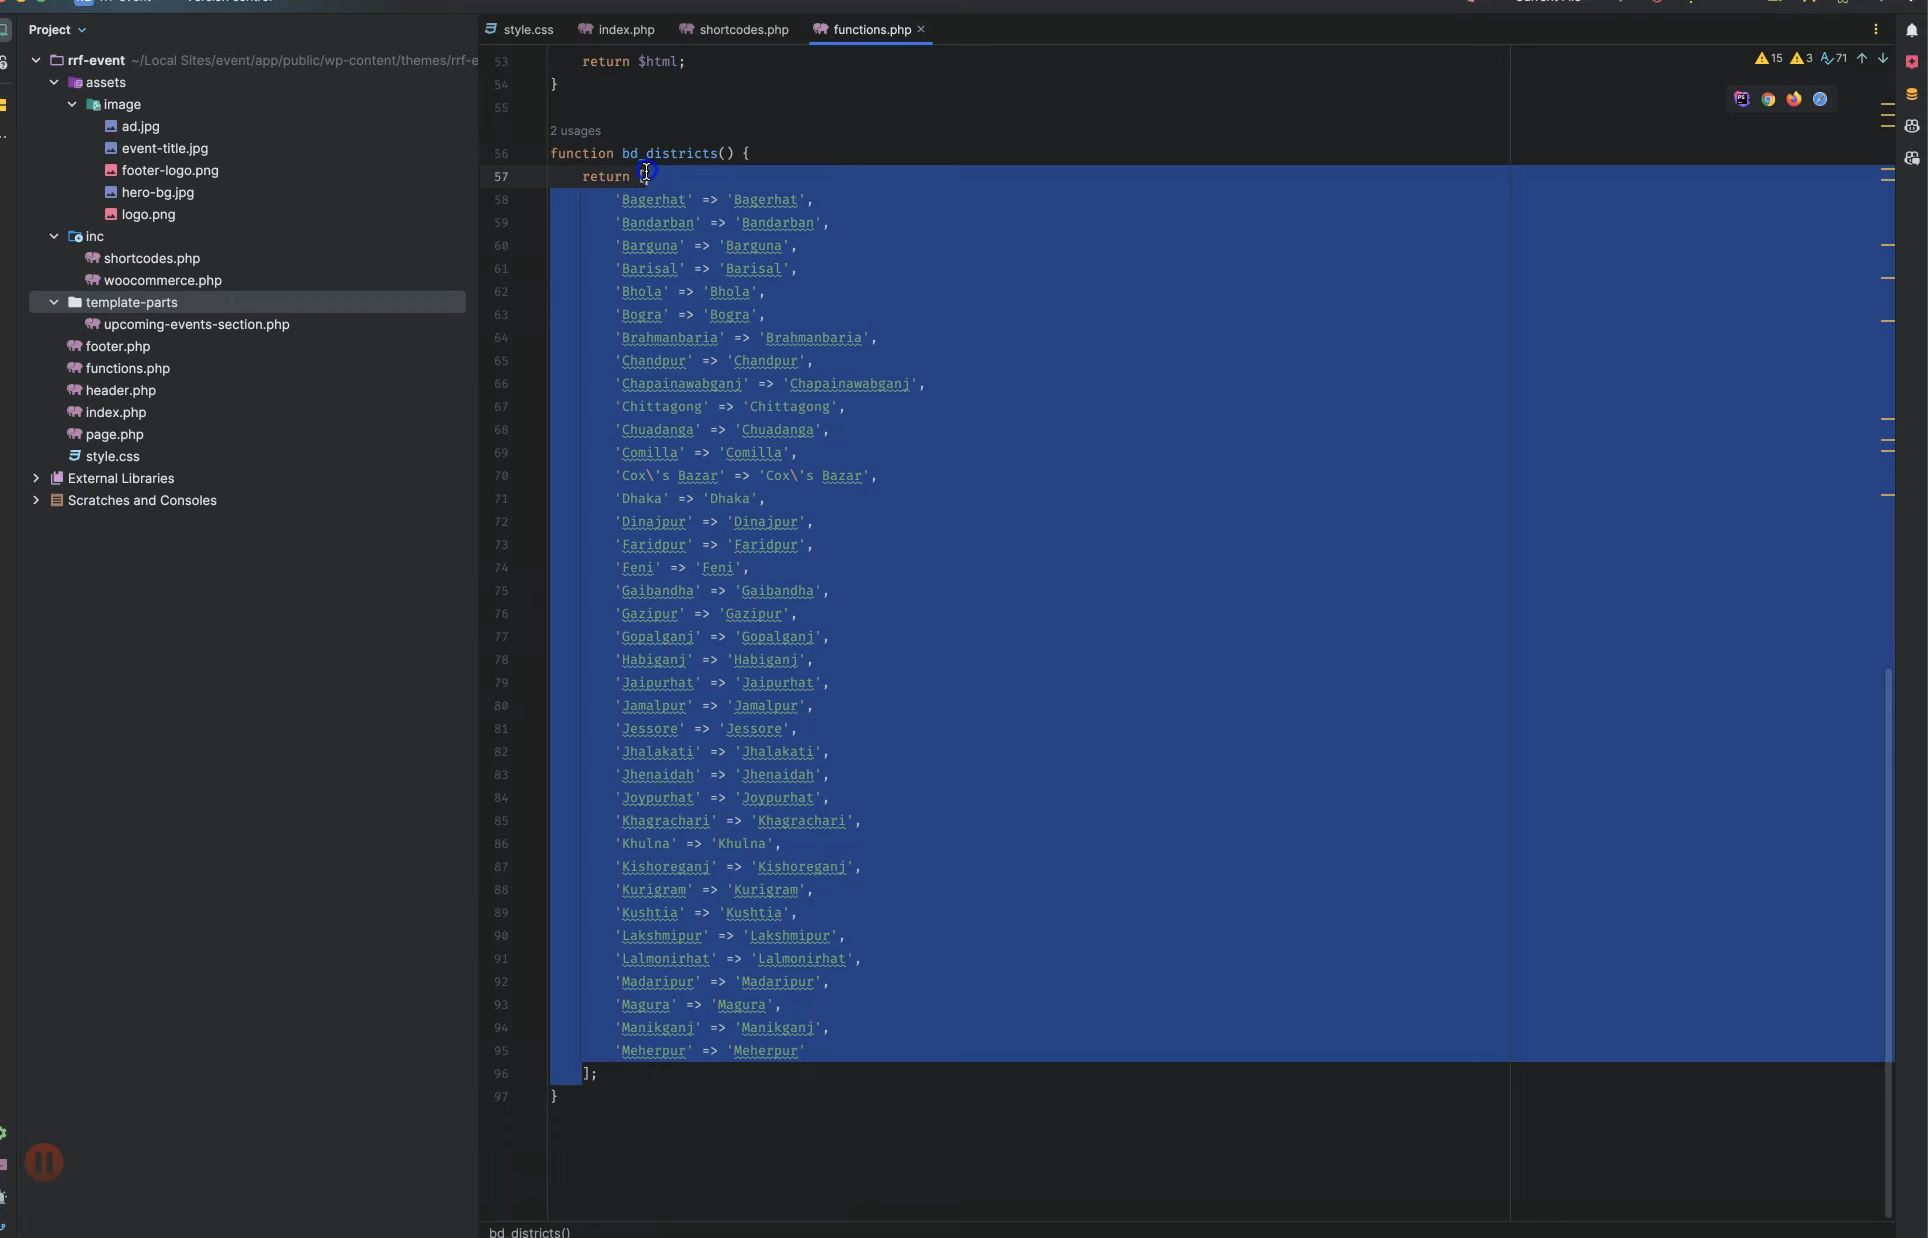 Project
style.css
index.php
shortcodes.php
functions.php
rrf-event ~/Local Sites/event/app/public/wp-content/themes/rrf-e
assets
image
ad.jpg
event-title.jpg
footer-logo.png
hero-bg.jpg
logo.png
inc
shortcodes.php
woocommerce.php
template-parts
upcoming-events-section.php
footer.php
functions.php
header.php
index.php
page.php
style.css
External Libraries
Scratches and Consoles
15 3 71
53 return $html;
54 }
55
2 usages
56 function bd_districts() {
57 return [
58 'Bagerhat' => 'Bagerhat',
59 'Bandarban' => 'Bandarban',
60 'Barguna' => 'Barguna',
61 'Barisal' => 'Barisal',
62 'Bhola' => 'Bhola',
63 'Bogra' => 'Bogra',
64 'Brahmanbaria' => 'Brahmanbaria',
65 'Chandpur' => 'Chandpur',
66 'Chapainawabganj' => 'Chapainawabganj',
67 'Chittagong' => 'Chittagong',
68 'Chuadanga' => 'Chuadanga',
69 'Comilla' => 'Comilla',
70 'Cox\'s Bazar' => 'Cox\'s Bazar',
71 'Dhaka' => 'Dhaka',
72 'Dinajpur' => 'Dinajpur',
73 'Faridpur' => 'Faridpur',
74 'Feni' => 'Feni',
75 'Gaibandha' => 'Gaibandha',
76 'Gazipur' => 'Gazipur',
77 'Gopalganj' => 'Gopalganj',
78 'Habiganj' => 'Habiganj',
79 'Jaipurhat' => 'Jaipurhat',
80 'Jamalpur' => 'Jamalpur',
81 'Jessore' => 'Jessore',
82 'Jhalakati' => 'Jhalakati',
83 'Jhenaidah' => 'Jhenaidah',
84 'Joypurhat' => 'Joypurhat',
85 'Khagrachari' => 'Khagrachari',
86 'Khulna' => 'Khulna',
87 'Kishoreganj' => 'Kishoreganj',
88 'Kurigram' => 'Kurigram',
89 'Kushtia' => 'Kushtia',
90 'Lakshmipur' => 'Lakshmipur',
91 'Lalmonirhat' => 'Lalmonirhat',
92 'Madaripur' => 'Madaripur',
93 'Magura' => 'Magura',
94 'Manikganj' => 'Manikganj',
95 'Meherpur' => 'Meherpur'
96 ];
97 }
bd_districts()